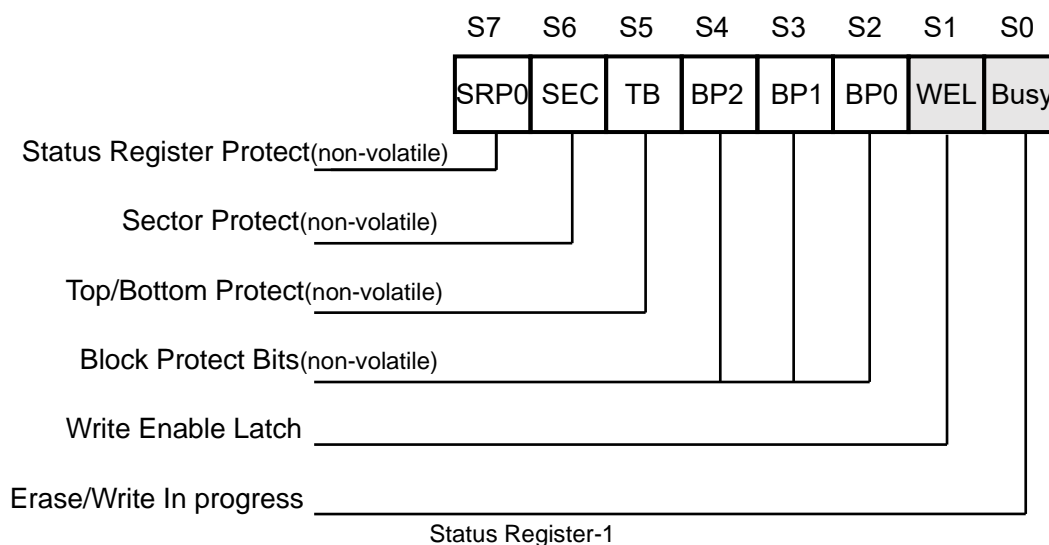 S7 S6 S5 S4 S3 S2 S1 S0
SRP0 SEC TB BP2 BP1 BP0 WEL Busy
Status Register Protect(non-volatile)
Sector Protect(non-volatile)
Top/Bottom Protect(non-volatile)
Block Protect Bits(non-volatile)
Write Enable Latch
Erase/Write In progress
Status Register-1